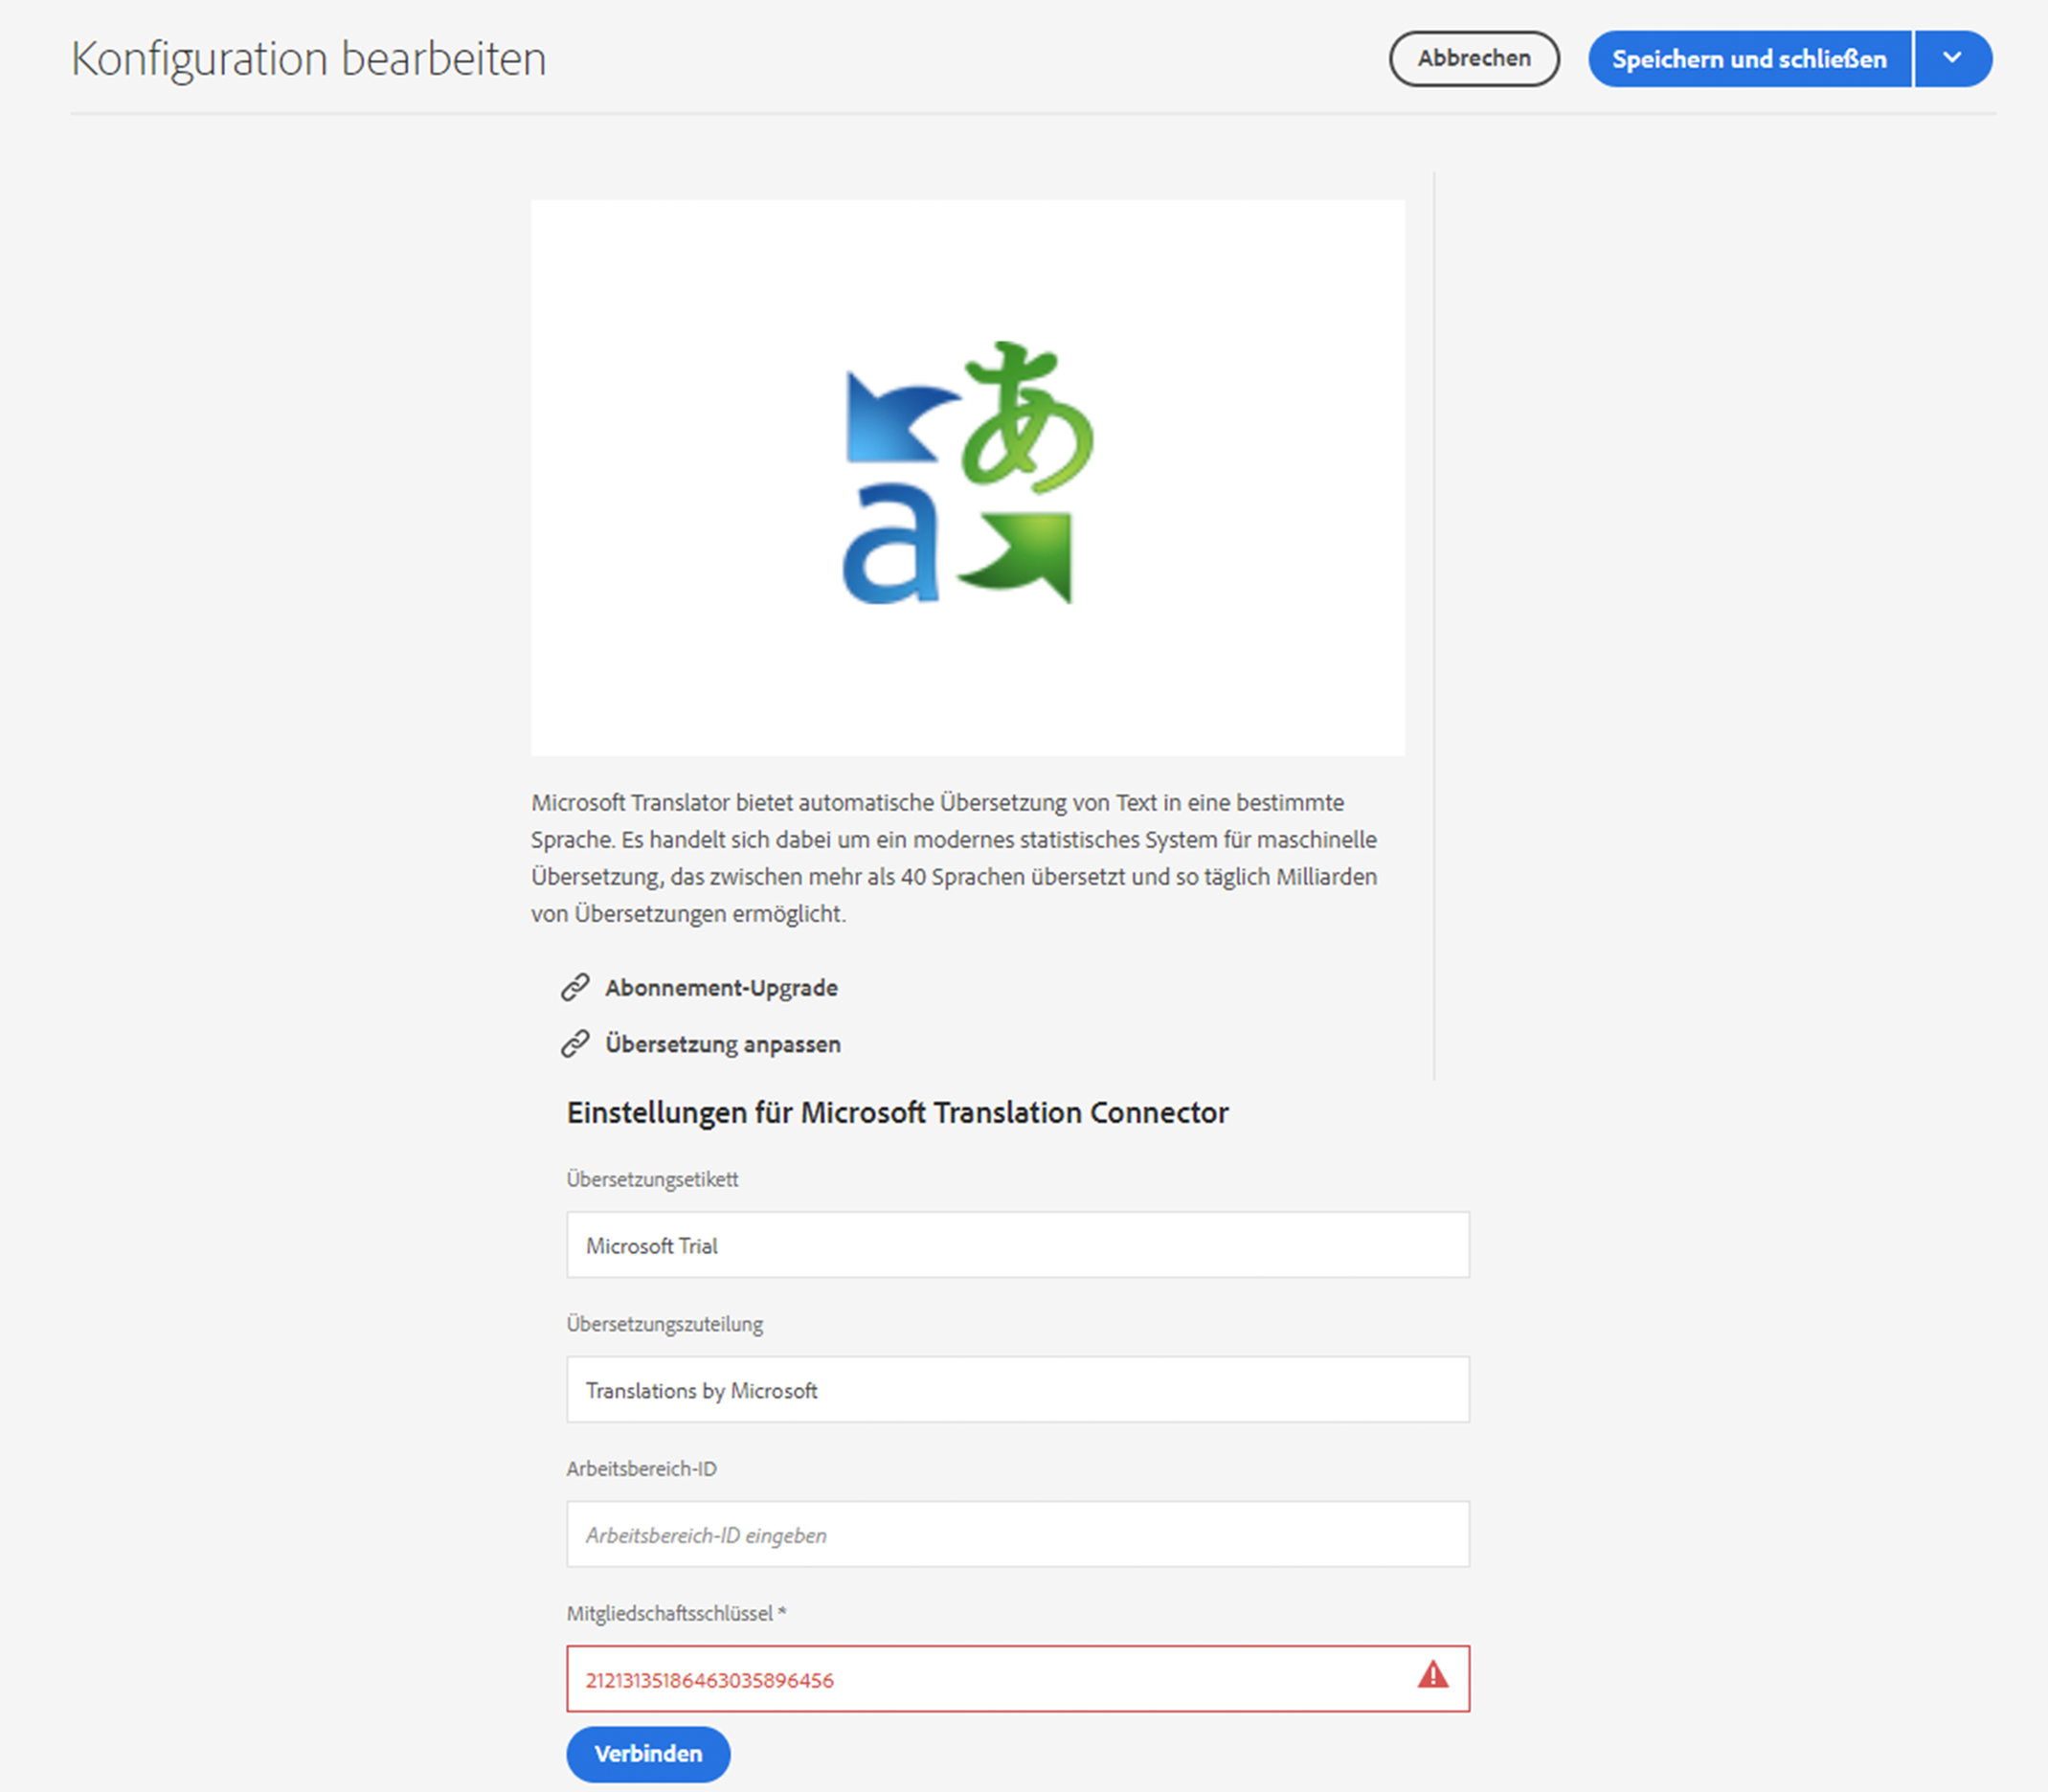 Konfiguration bearbeiten
Abbrechen
Speichern und schließen
あ
a
Microsoft Translator bietet automatische Übersetzung von Text in eine bestimmte
Sprache. Es handelt sich dabei um ein modernes statistisches System für maschinelle
Übersetzung, das zwischen mehr als 40 Sprachen übersetzt und so täglich Milliarden
von Übersetzungen ermöglicht.
Abonnement-Upgrade
Übersetzung anpassen
Einstellungen für Microsoft Translation Connector
Übersetzungsetikett
Microsoft Trial
Übersetzungszuteilung
Translations by Microsoft
Arbeitsbereich-ID
Arbeitsbereich-ID eingeben
Mitgliedschaftsschlüssel *
21213135186463035896456
Verbinden